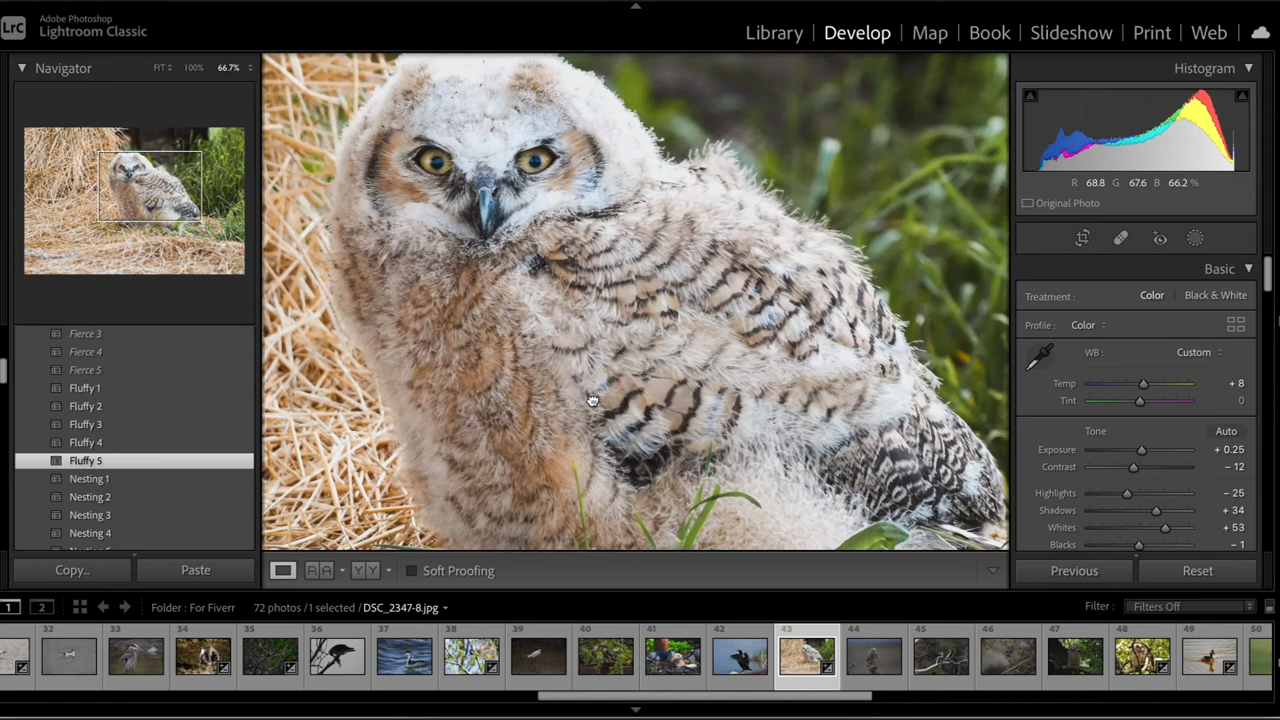 LrC
Adobe Photoshop
Lightroom Classic
Library Develop Map Book Slideshow Print Web
Navigator FIT 100% 66.7%
Fierce 3
Fierce 4
Fierce 5
Fluffy 1
Fluffy 2
Fluffy 3
Fluffy 4
Fluffy 5
Nesting 1
Nesting 2
Nesting 3
Nesting 4
Copy... Paste
Histogram
R 68.8 G 67.6 B 66.2 %
Original Photo
Basic
Treatment : Color Black & White
Profile : Color
WB : Custom
Temp + 8
Tint 0
Tone Auto
Exposure + 0.25
Contrast – 12
Highlights – 25
Shadows + 34
Whites + 53
Blacks – 1
Previous Reset
RA YY Soft Proofing
1 2 Folder : For Fiverr 72 photos / 1 selected / DSC_2347-8.jpg Filter : Filters Off
32 33 34 35 36 37 38 39 40 41 42 43 44 45 46 47 48 49 50